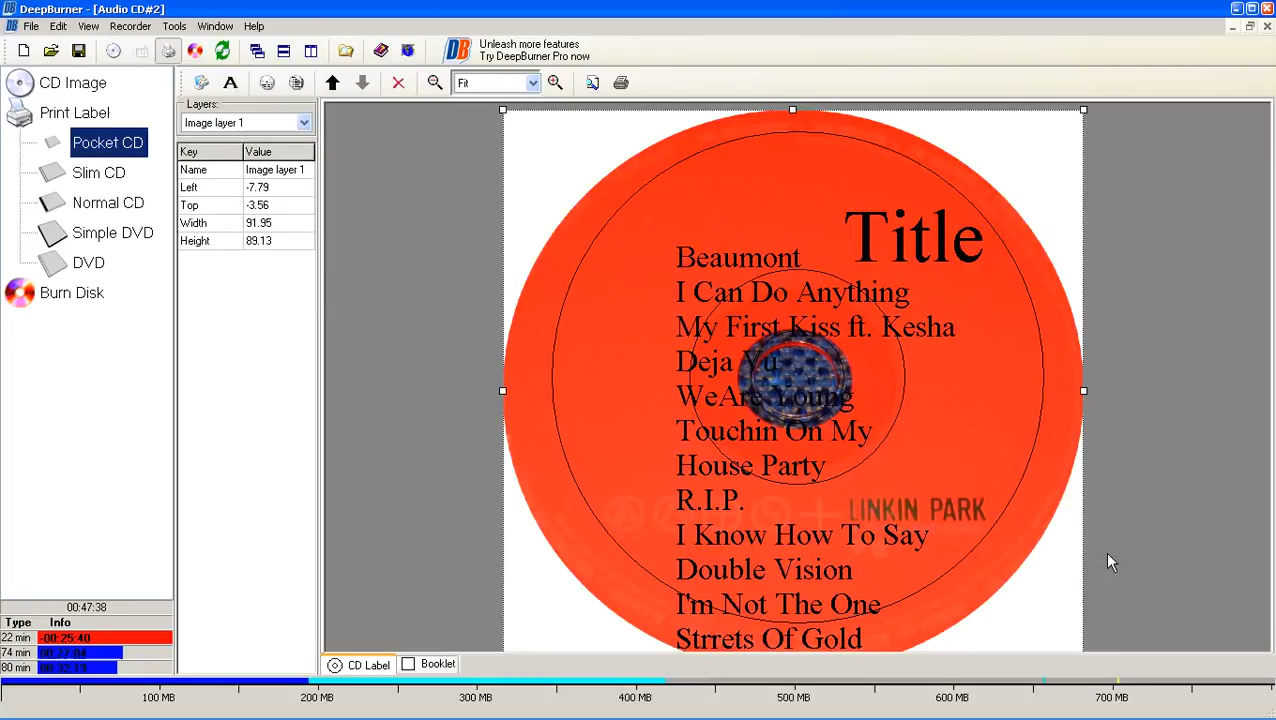 DeepBurner - [Audio CD#2]
File Edit View Recorder Tools Window Help
Unleash more features
Try DeepBurner Pro now
CD Image
Print Label
Pocket CD
Slim CD
Normal CD
Simple DVD
DVD
Burn Disk
Fit
Layers:
Image layer 1
Key Value
Name Image layer 1
Left -7.79
Top -3.56
Width 91.95
Height 89.13
Title
Beaumont
I Can Do Anything
My First Kiss ft. Kesha
Deja Vu
WeAre Young
Touchin On My
House Party
R.I.P.
LINKIN PARK
I Know How To Say
Double Vision
I'm Not The One
Strrets Of Gold
00:47:38
Type Info
22 min -00:25:40
74 min 00:27:04
80 min 00:32:19
CD Label Booklet
100 MB 200 MB 300 MB 400 MB 500 MB 600 MB 700 MB